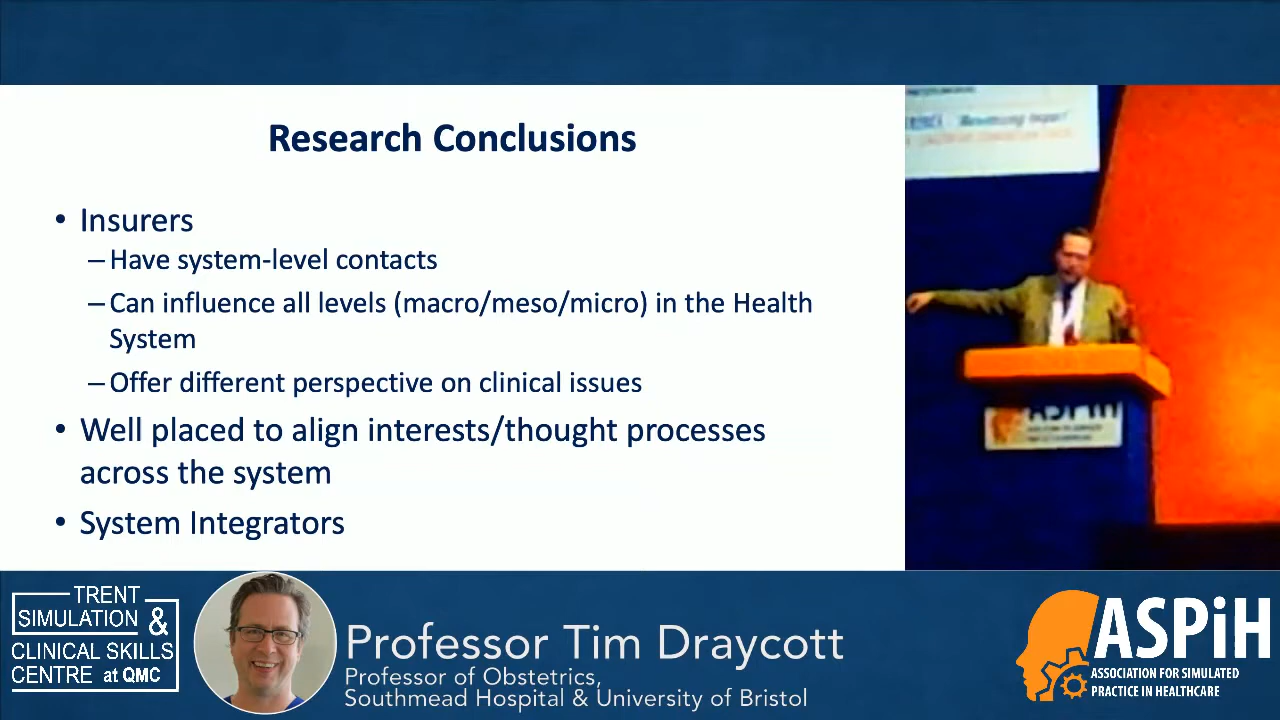 Research Conclusions
• Insurers
– Have system-level contacts
– Can influence all levels (macro/meso/micro) in the Health
System
– Offer different perspective on clinical issues
• Well placed to align interests/thought processes
across the system
• System Integrators
ASPiH
TRENT
SIMULATION &
CLINICAL SKILLS
CENTRE at QMC
Professor Tim Draycott
Professor of Obstetrics,
Southmead Hospital & University of Bristol
ASPiH
ASSOCIATION FOR SIMULATED
PRACTICE IN HEALTHCARE